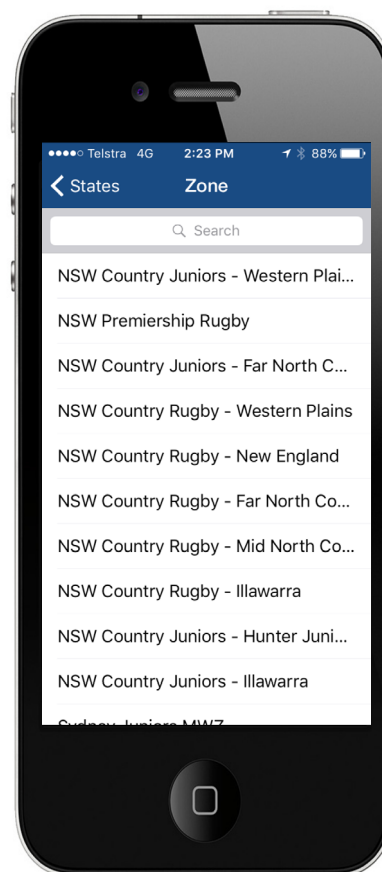 Telstra 4G 2:23 PM 88%
States Zone
Search
NSW Country Juniors - Western Plai...
NSW Premiership Rugby
NSW Country Juniors - Far North C...
NSW Country Rugby - Western Plains
NSW Country Rugby - New England
NSW Country Rugby - Far North Co...
NSW Country Rugby - Mid North Co...
NSW Country Rugby - Illawarra
NSW Country Juniors - Hunter Juni...
NSW Country Juniors - Illawarra
Sydney Juniors MWZ